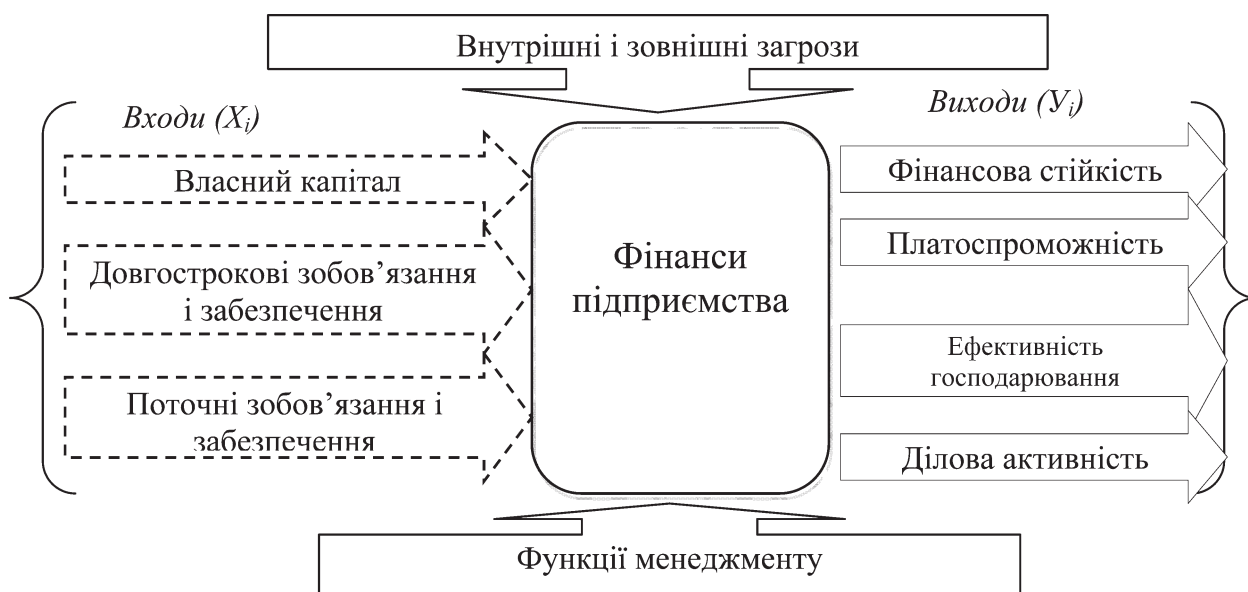 Внутрішні і зовнішні загрози
Входи (Xᵢ)
Виходи (Уᵢ)
Власний капітал
Довгострокові зобов’язання
і забезпечення
Поточні зобов’язання і
забезпечення
Фінанси
підприємства
Фінансова стійкість
Платоспроможність
Ефективність
господарювання
Ділова активність
Функції менеджменту